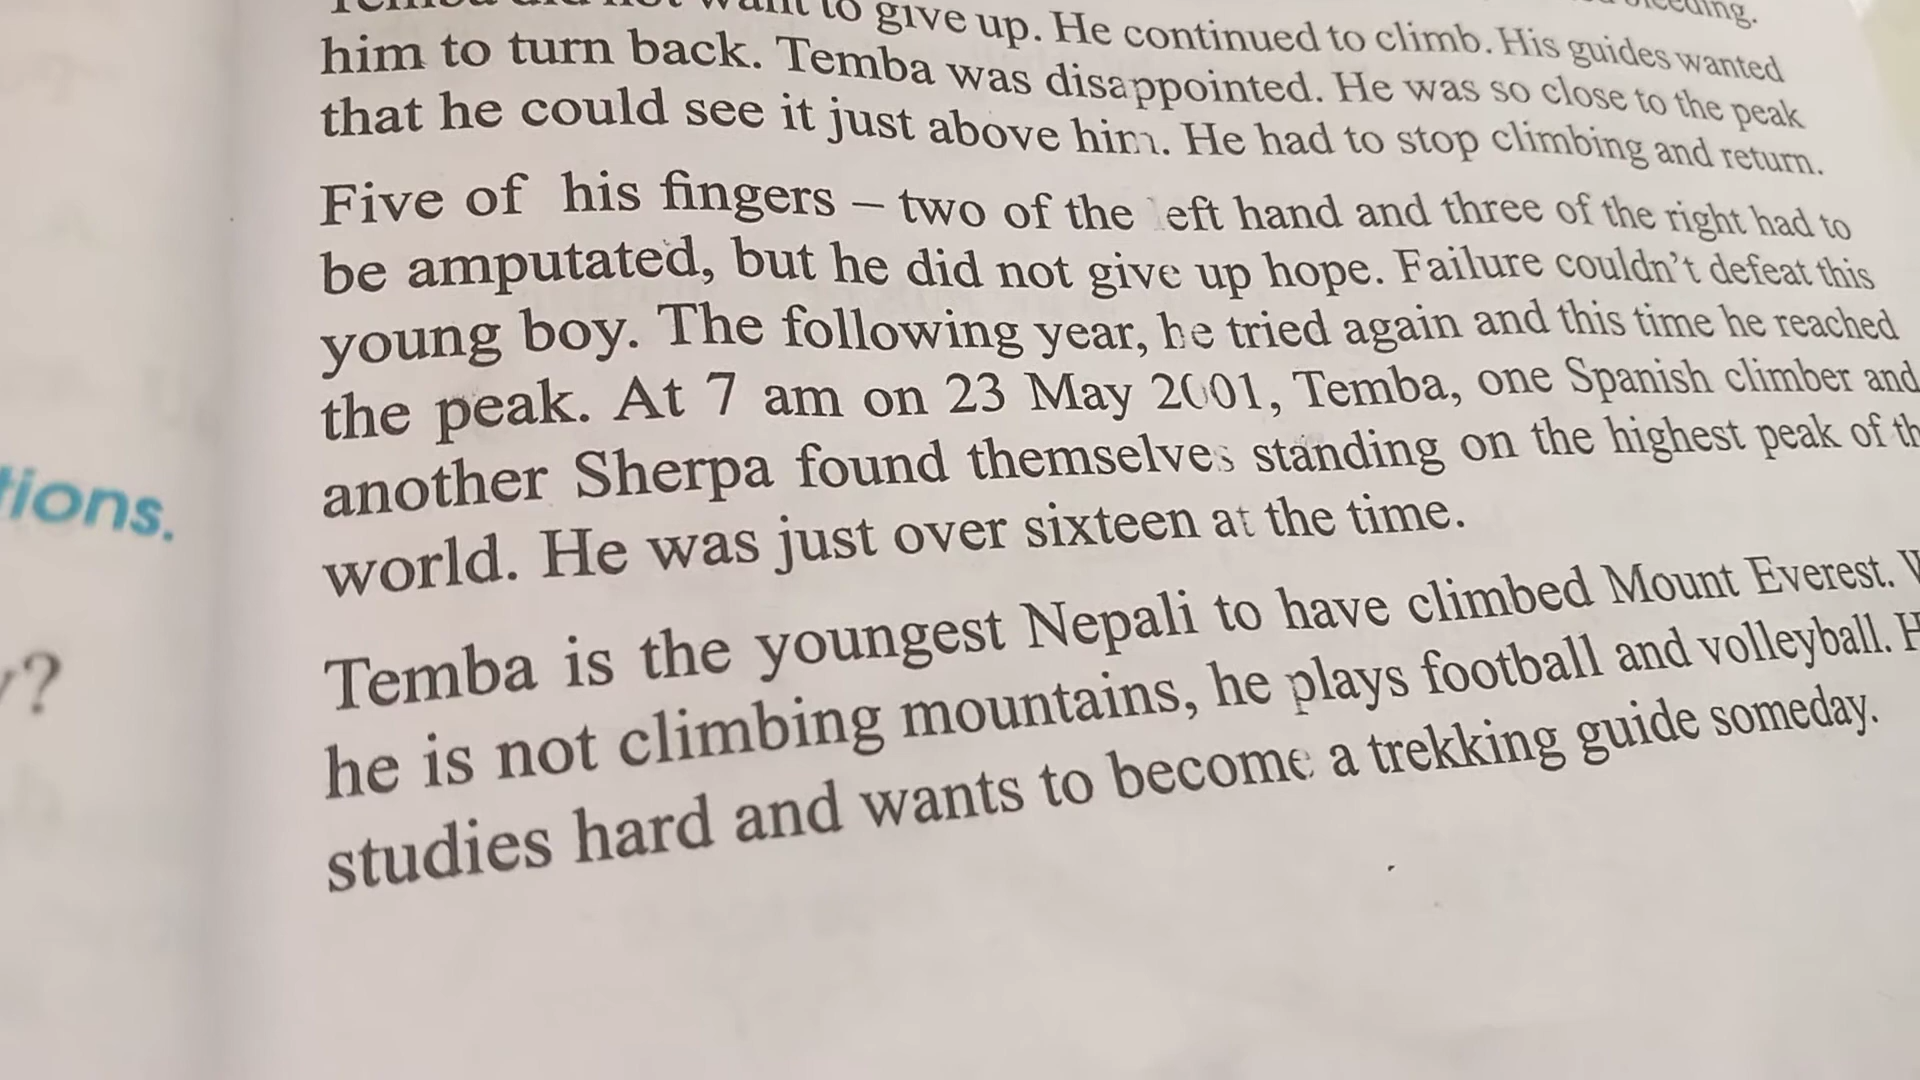 bleeding.
Temba did not want to give up. He continued to climb. His guides wanted
him to turn back. Temba was disappointed. He was so close to the peak
that he could see it just above him. He had to stop climbing and return.
Five of his fingers – two of the left hand and three of the right had to
be amputated, but he did not give up hope. Failure couldn't defeat this
young boy. The following year, he tried again and this time he reached
the peak. At 7 am on 23 May 2001, Temba, one Spanish climber and
another Sherpa found themselves standing on the highest peak of th
world. He was just over sixteen at the time.
Temba is the youngest Nepali to have climbed Mount Everest. W
he is not climbing mountains, he plays football and volleyball. H
studies hard and wants to become a trekking guide someday.
tions.
y?